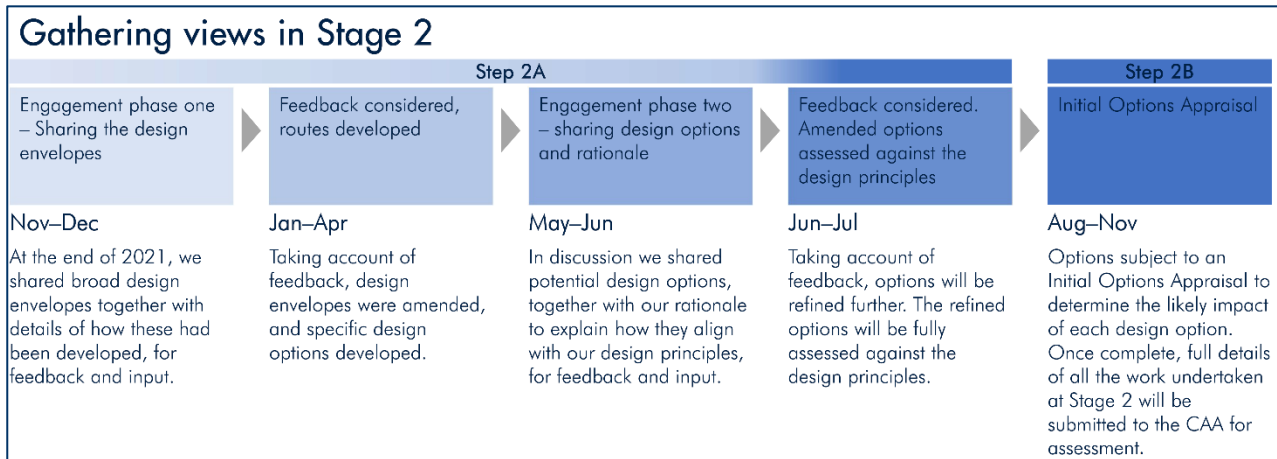 Gathering views in Stage 2
Step 2A
Step 2B
Engagement phase one
– Sharing the design
envelopes
Feedback considered,
routes developed
Engagement phase two
– sharing design options
and rationale
Feedback considered.
Amended options
assessed against the
design principles
Initial Options Appraisal
Nov–Dec
At the end of 2021, we
shared broad design
envelopes together with
details of how these had
been developed, for
feedback and input.
Jan–Apr
Taking account of
feedback, design
envelopes were amended,
and specific design
options developed.
May–Jun
In discussion we shared
potential design options,
together with our rationale
to explain how they align
with our design principles,
for feedback and input.
Jun–Jul
Taking account of
feedback, options will be
refined further. The refined
options will be fully
assessed against the
design principles.
Aug–Nov
Options subject to an
Initial Options Appraisal to
determine the likely impact
of each design option.
Once complete, full details
of all the work undertaken
at Stage 2 will be
submitted to the CAA for
assessment.